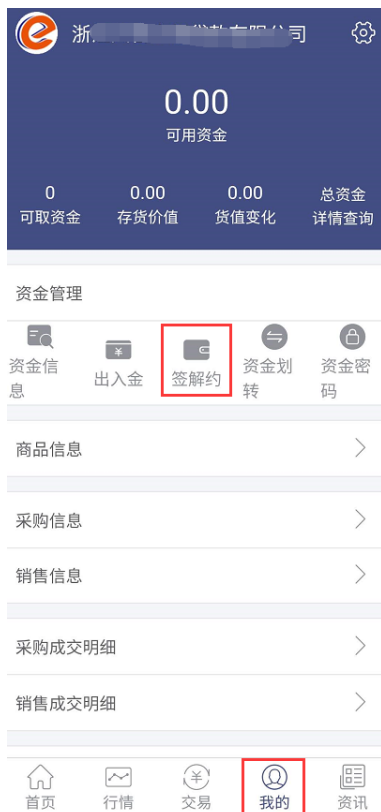 浙
款有限公司
0.00
可用资金
0 0.00 0.00 总资金
可取资金 存货价值 货值变化 详情查询
资金管理
资金信息 出入金 签解约 资金划转 资金密码
商品信息
采购信息
销售信息
采购成交明细
销售成交明细
首页 行情 交易 我的 资讯